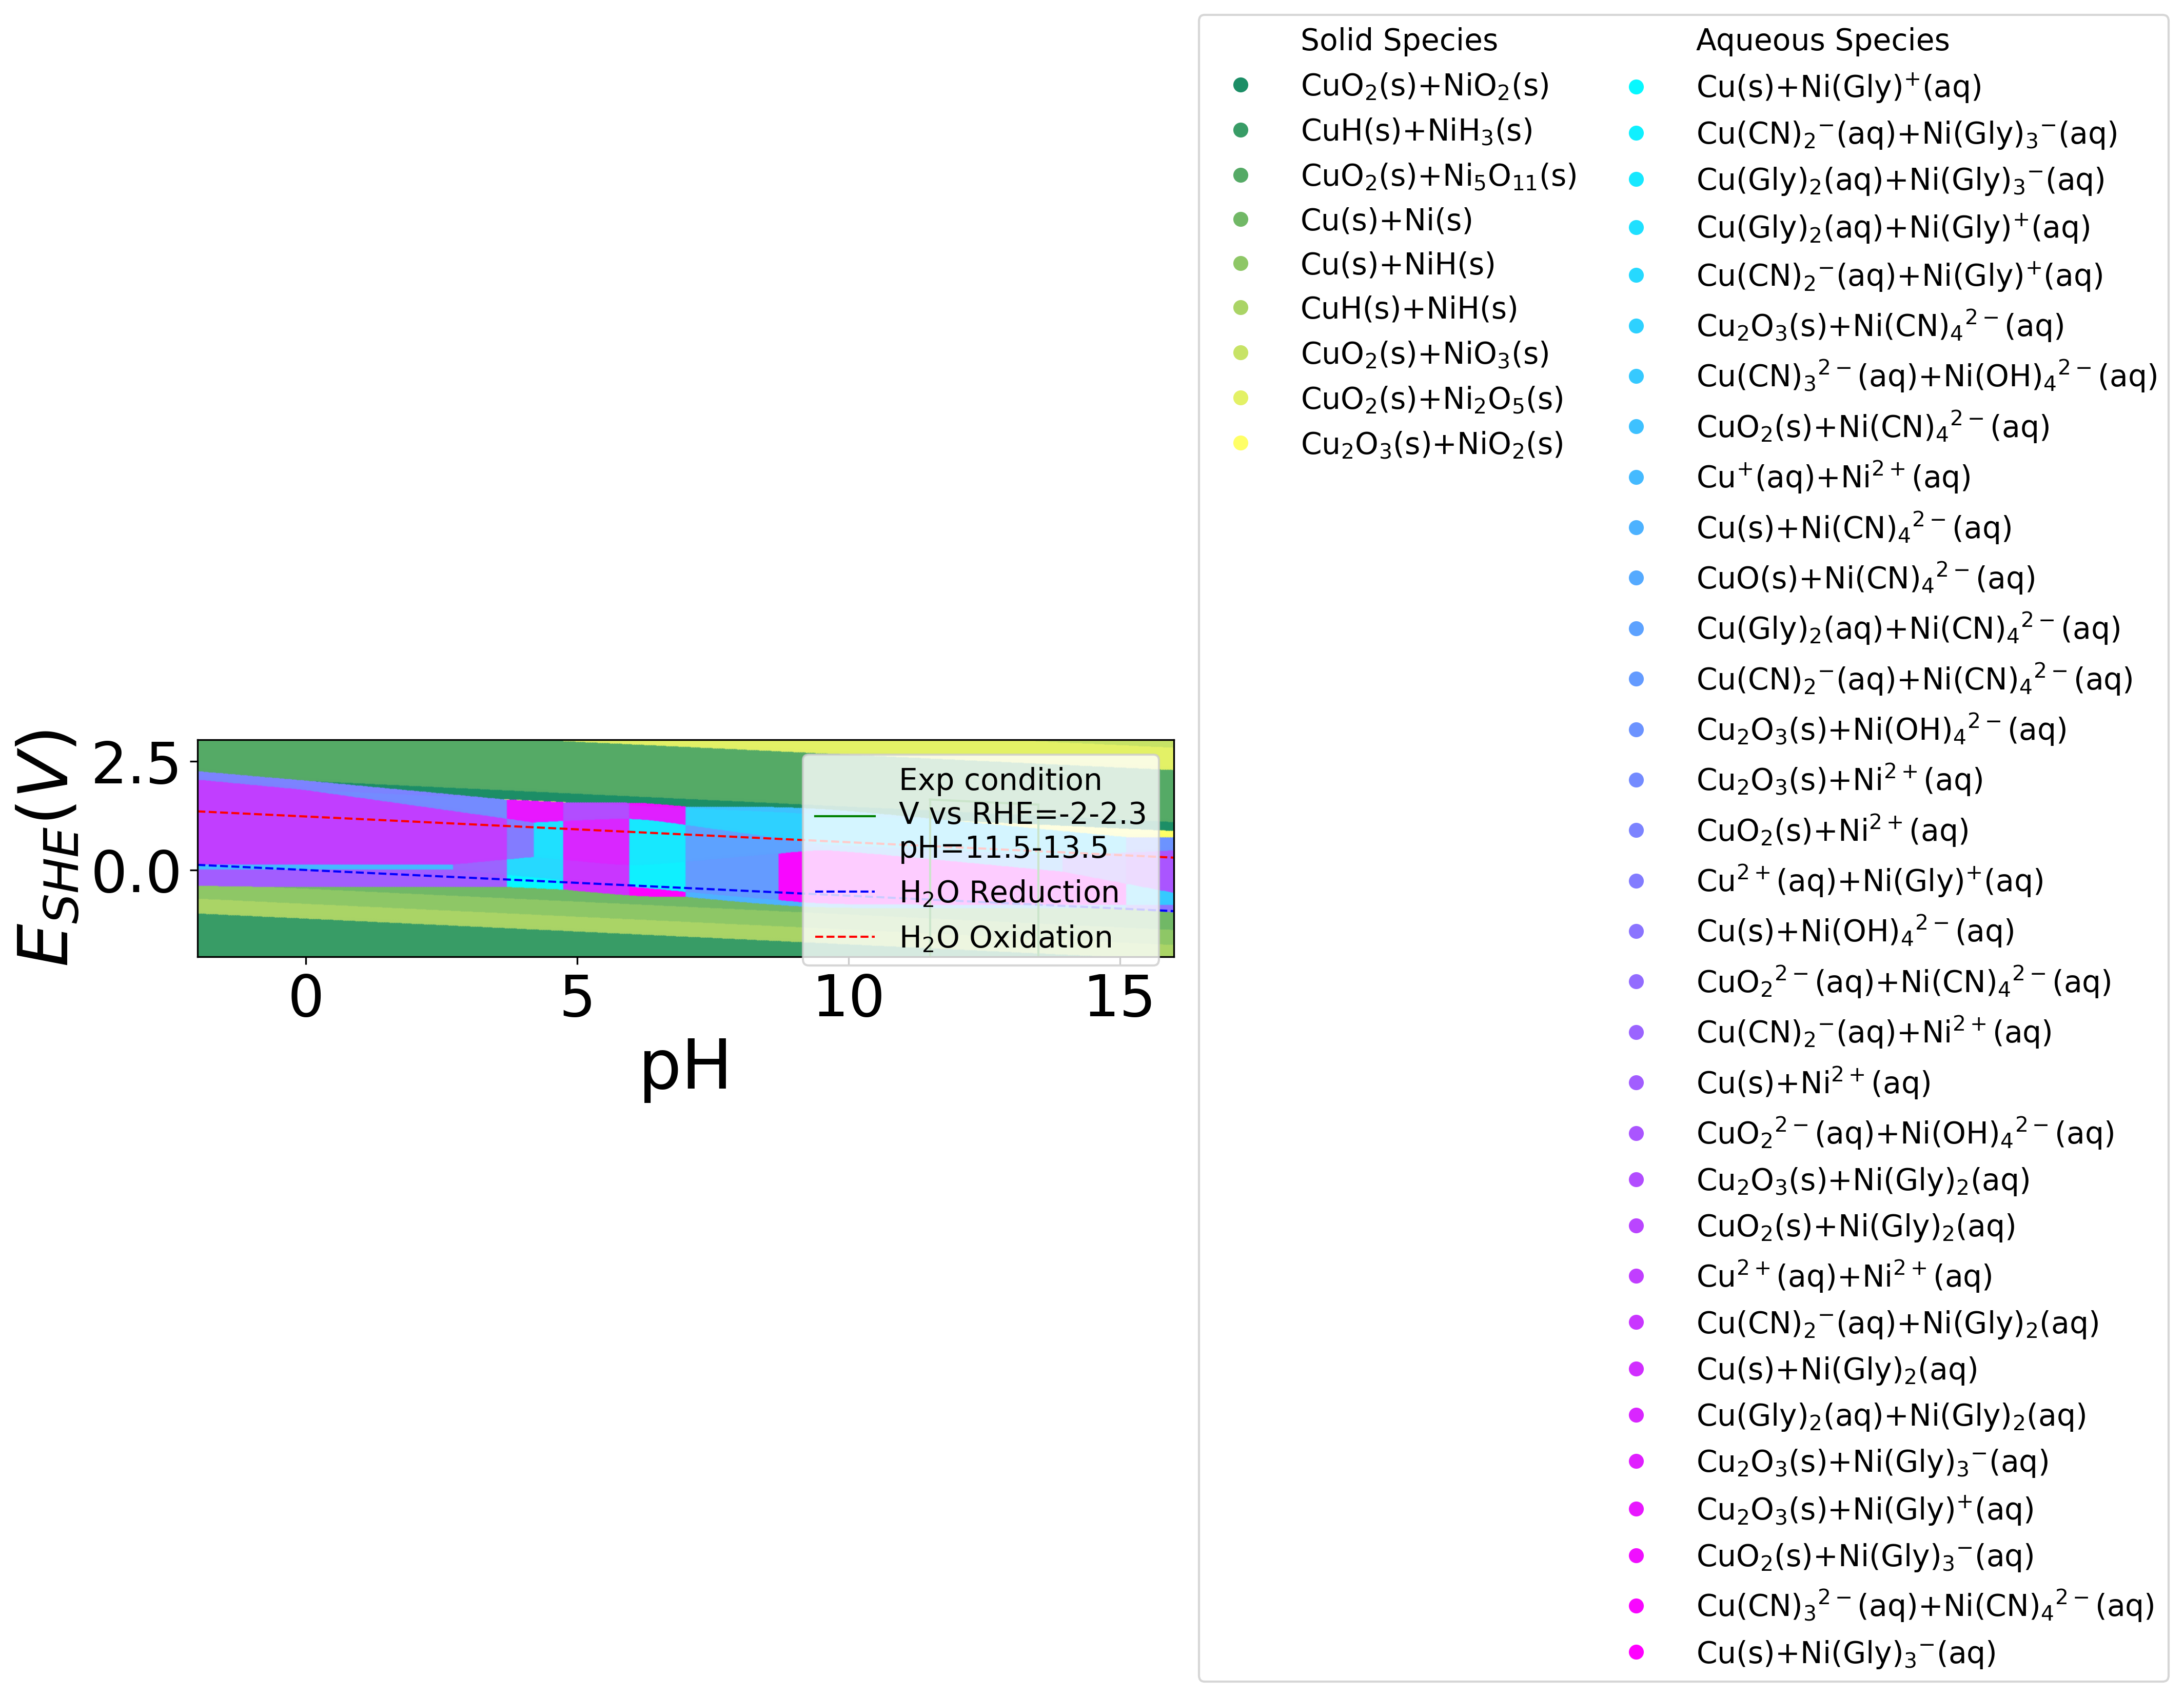 Solid Species
CuO₂(s)+NiO₂(s)
CuH(s)+NiH₃(s)
CuO₂(s)+Ni₅O₁₁(s)
Cu(s)+Ni(s)
Cu(s)+NiH(s)
CuH(s)+NiH(s)
CuO₂(s)+NiO₃(s)
CuO₂(s)+Ni₂O₅(s)
Cu₂O₃(s)+NiO₂(s)
Aqueous Species
Cu(s)+Ni(Gly)⁺(aq)
Cu(CN)₂⁻(aq)+Ni(Gly)₃⁻(aq)
Cu(Gly)₂(aq)+Ni(Gly)₃⁻(aq)
Cu(Gly)₂(aq)+Ni(Gly)⁺(aq)
Cu(CN)₂⁻(aq)+Ni(Gly)⁺(aq)
Cu₂O₃(s)+Ni(CN)₄²⁻(aq)
Cu(CN)₃²⁻(aq)+Ni(OH)₄²⁻(aq)
CuO₂(s)+Ni(CN)₄²⁻(aq)
Cu⁺(aq)+Ni²⁺(aq)
Cu(s)+Ni(CN)₄²⁻(aq)
CuO(s)+Ni(CN)₄²⁻(aq)
Cu(Gly)₂(aq)+Ni(CN)₄²⁻(aq)
Cu(CN)₂⁻(aq)+Ni(CN)₄²⁻(aq)
Cu₂O₃(s)+Ni(OH)₄²⁻(aq)
Cu₂O₃(s)+Ni²⁺(aq)
CuO₂(s)+Ni²⁺(aq)
Cu²⁺(aq)+Ni(Gly)⁺(aq)
Cu(s)+Ni(OH)₄²⁻(aq)
CuO₂²⁻(aq)+Ni(CN)₄²⁻(aq)
Cu(CN)₂⁻(aq)+Ni²⁺(aq)
Cu(s)+Ni²⁺(aq)
CuO₂²⁻(aq)+Ni(OH)₄²⁻(aq)
Cu₂O₃(s)+Ni(Gly)₂(aq)
CuO₂(s)+Ni(Gly)₂(aq)
Cu²⁺(aq)+Ni²⁺(aq)
Cu(CN)₂⁻(aq)+Ni(Gly)₂(aq)
Cu(s)+Ni(Gly)₂(aq)
Cu(Gly)₂(aq)+Ni(Gly)₂(aq)
Cu₂O₃(s)+Ni(Gly)₃⁻(aq)
Cu₂O₃(s)+Ni(Gly)⁺(aq)
CuO₂(s)+Ni(Gly)₃⁻(aq)
Cu(CN)₃²⁻(aq)+Ni(CN)₄²⁻(aq)
Cu(s)+Ni(Gly)₃⁻(aq)
E_SHE(V)
2.5
0.0
Exp condition
V vs RHE=-2-2.3
pH=11.5-13.5
H₂O Reduction
H₂O Oxidation
0 5 10 15
pH